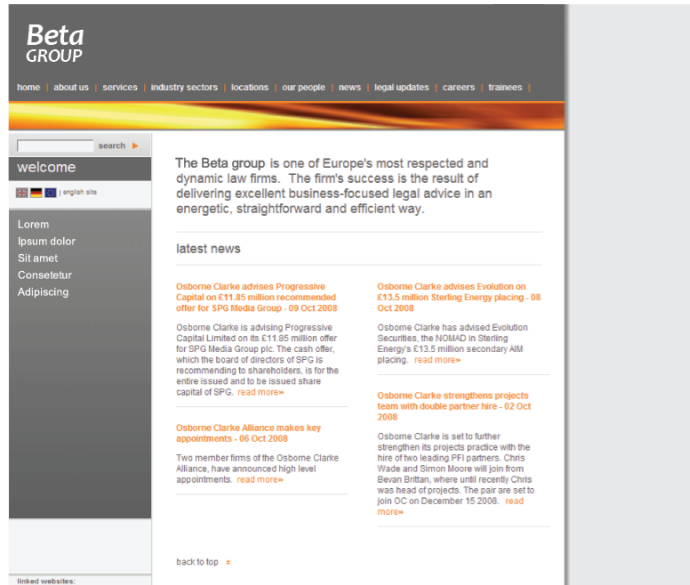 Beta
GROUP
home | about us | services | industry sectors | locations | our people | news | legal updates | careers | trainees |
search
welcome
| english site
Lorem
Ipsum dolor
Sit amet
Consetetur
Adipiscing
The Beta group is one of Europe's most respected and
dynamic law firms. The firm's success is the result of
delivering excellent business-focused legal advice in an
energetic, straightforward and efficient way.
latest news
Osborne Clarke advises Progressive
Capital on £11.85 million recommended
offer for SPG Media Group - 09 Oct 2008
Osborne Clarke is advising Progressive
Capital Limited on its £11.85 million offer
for SPG Media Group plc. The cash offer,
which the board of directors of SPG is
recommending to shareholders, is for the
entire issued and to be issued share
capital of SPG. read more»
Osborne Clarke Alliance makes key
appointments - 06 Oct 2008
Two member firms of the Osborne Clarke
Alliance, have announced high level
appointments. read more»
Osborne Clarke advises Evolution on
£13.5 million Sterling Energy placing - 08
Oct 2008
Osborne Clarke has advised Evolution
Securities, the NOMAD in Sterling
Energy's £13.5 million secondary AIM
placing. read more»
Osborne Clarke strengthens projects
team with double partner hire - 02 Oct
2008
Osborne Clarke is set to further
strengthen its projects practice with the
hire of two leading PFI partners. Chris
Wade and Simon Moore will join from
Bevan Brittan, where until recently Chris
was head of projects. The pair are set to
join OC on December 15 2008. read
more»
back to top
linked websites: